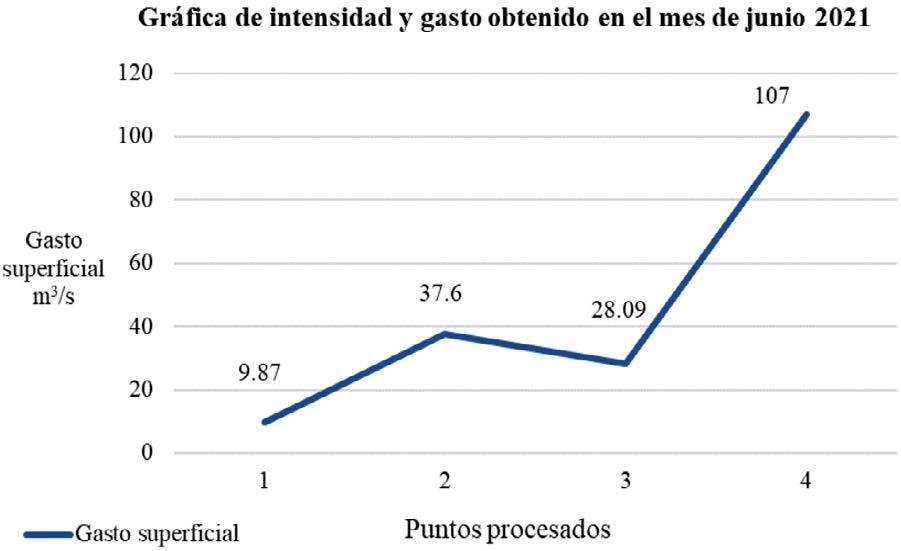 Gráfica de intensidad y gasto obtenido en el mes de junio 2021
120
100
80
60
40
20
0
Gasto
superficial
m³/s
9.87
37.6
28.09
107
1 2 3 4
Puntos procesados
Gasto superficial